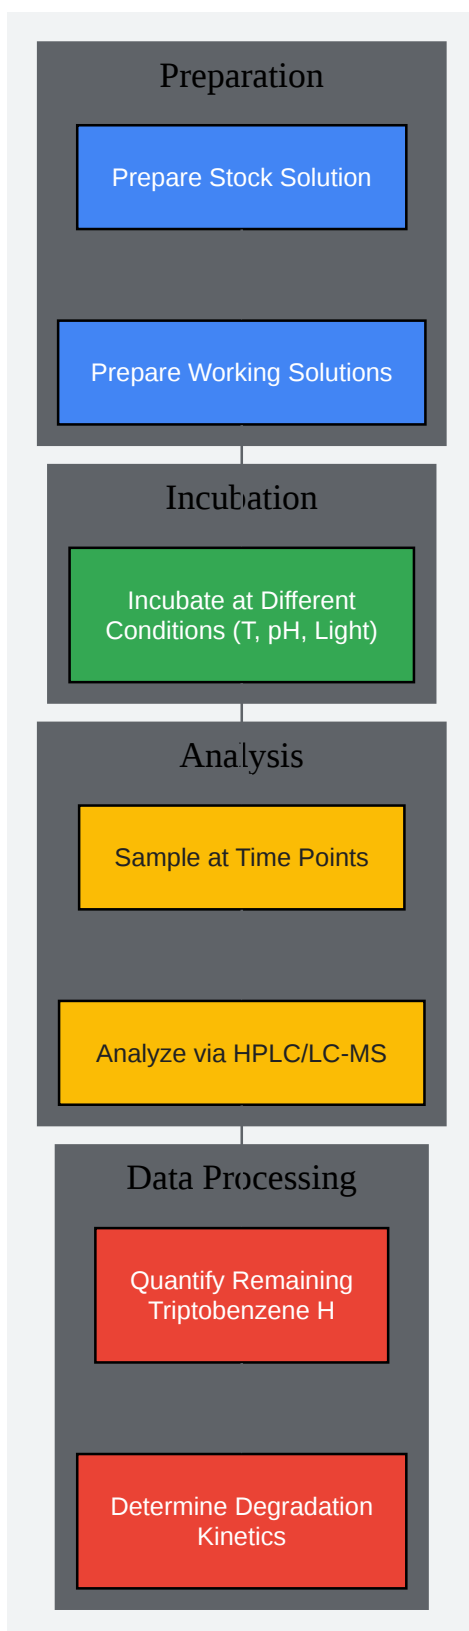 Preparation
Prepare Stock Solution
Prepare Working Solutions
Incubation
Incubate at Different
Conditions (T, pH, Light)
Analysis
Sample at Time Points
Analyze via HPLC/LC-MS
Data Processing
Quantify Remaining
Triptobenzene H
Determine Degradation
Kinetics